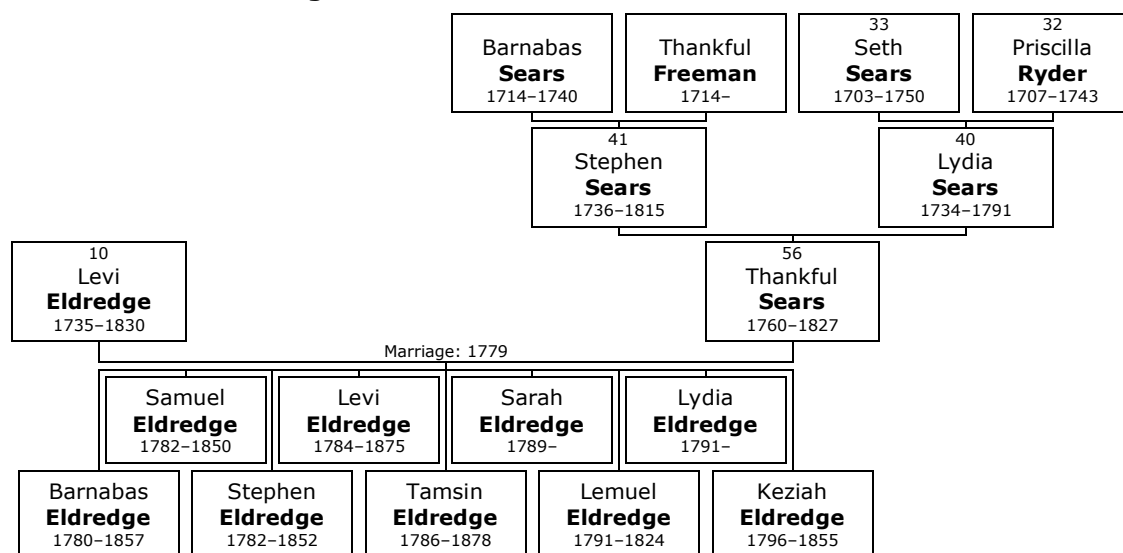 Barnabas
Sears
1714–1740
Thankful
Freeman
1714–
33
Seth
Sears
1703–1750
32
Priscilla
Ryder
1707–1743
41
Stephen
Sears
1736–1815
40
Lydia
Sears
1734–1791
10
Levi
Eldredge
1735–1830
56
Thankful
Sears
1760–1827
Marriage: 1779
Samuel
Eldredge
1782–1850
Levi
Eldredge
1784–1875
Sarah
Eldredge
1789–
Lydia
Eldredge
1791–
Barnabas
Eldredge
1780–1857
Stephen
Eldredge
1782–1852
Tamsin
Eldredge
1786–1878
Lemuel
Eldredge
1791–1824
Keziah
Eldredge
1796–1855